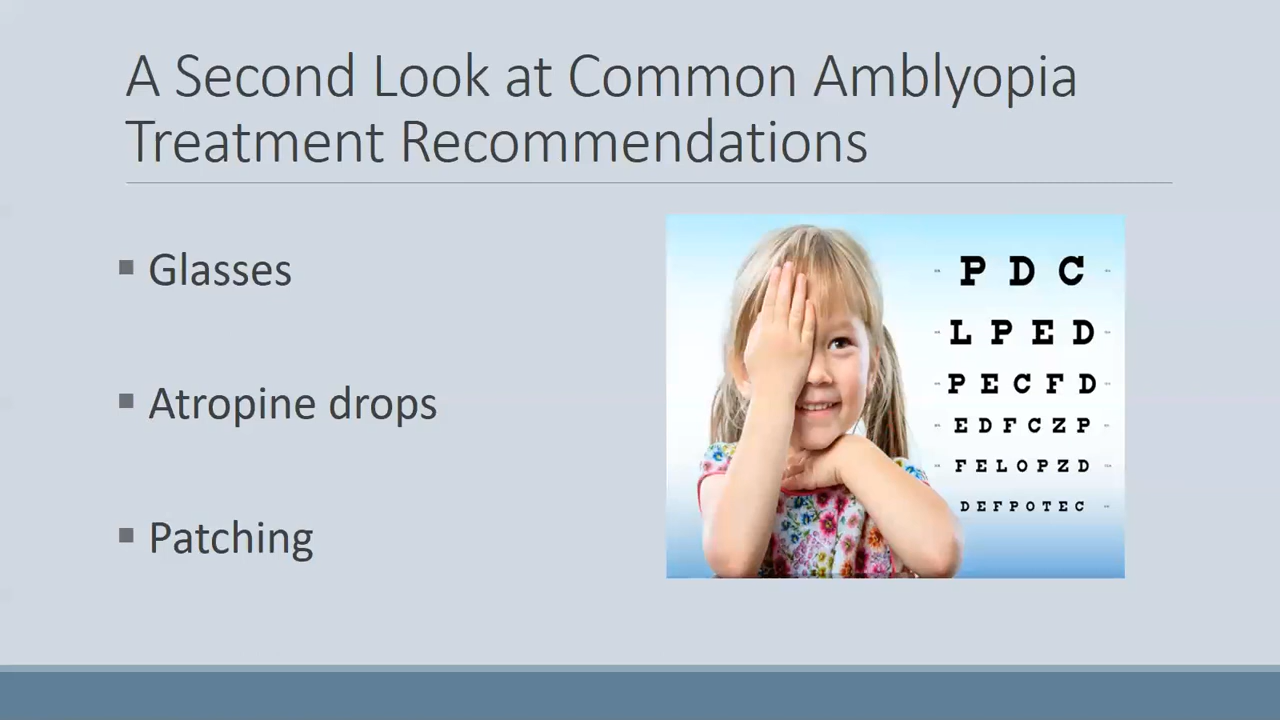 A Second Look at Common Amblyopia
Treatment Recommendations
Glasses
Atropine drops
Patching
P D C
L P E D
P E C F D
E D F C Z P
F E L O P Z D
D E F P O T E C